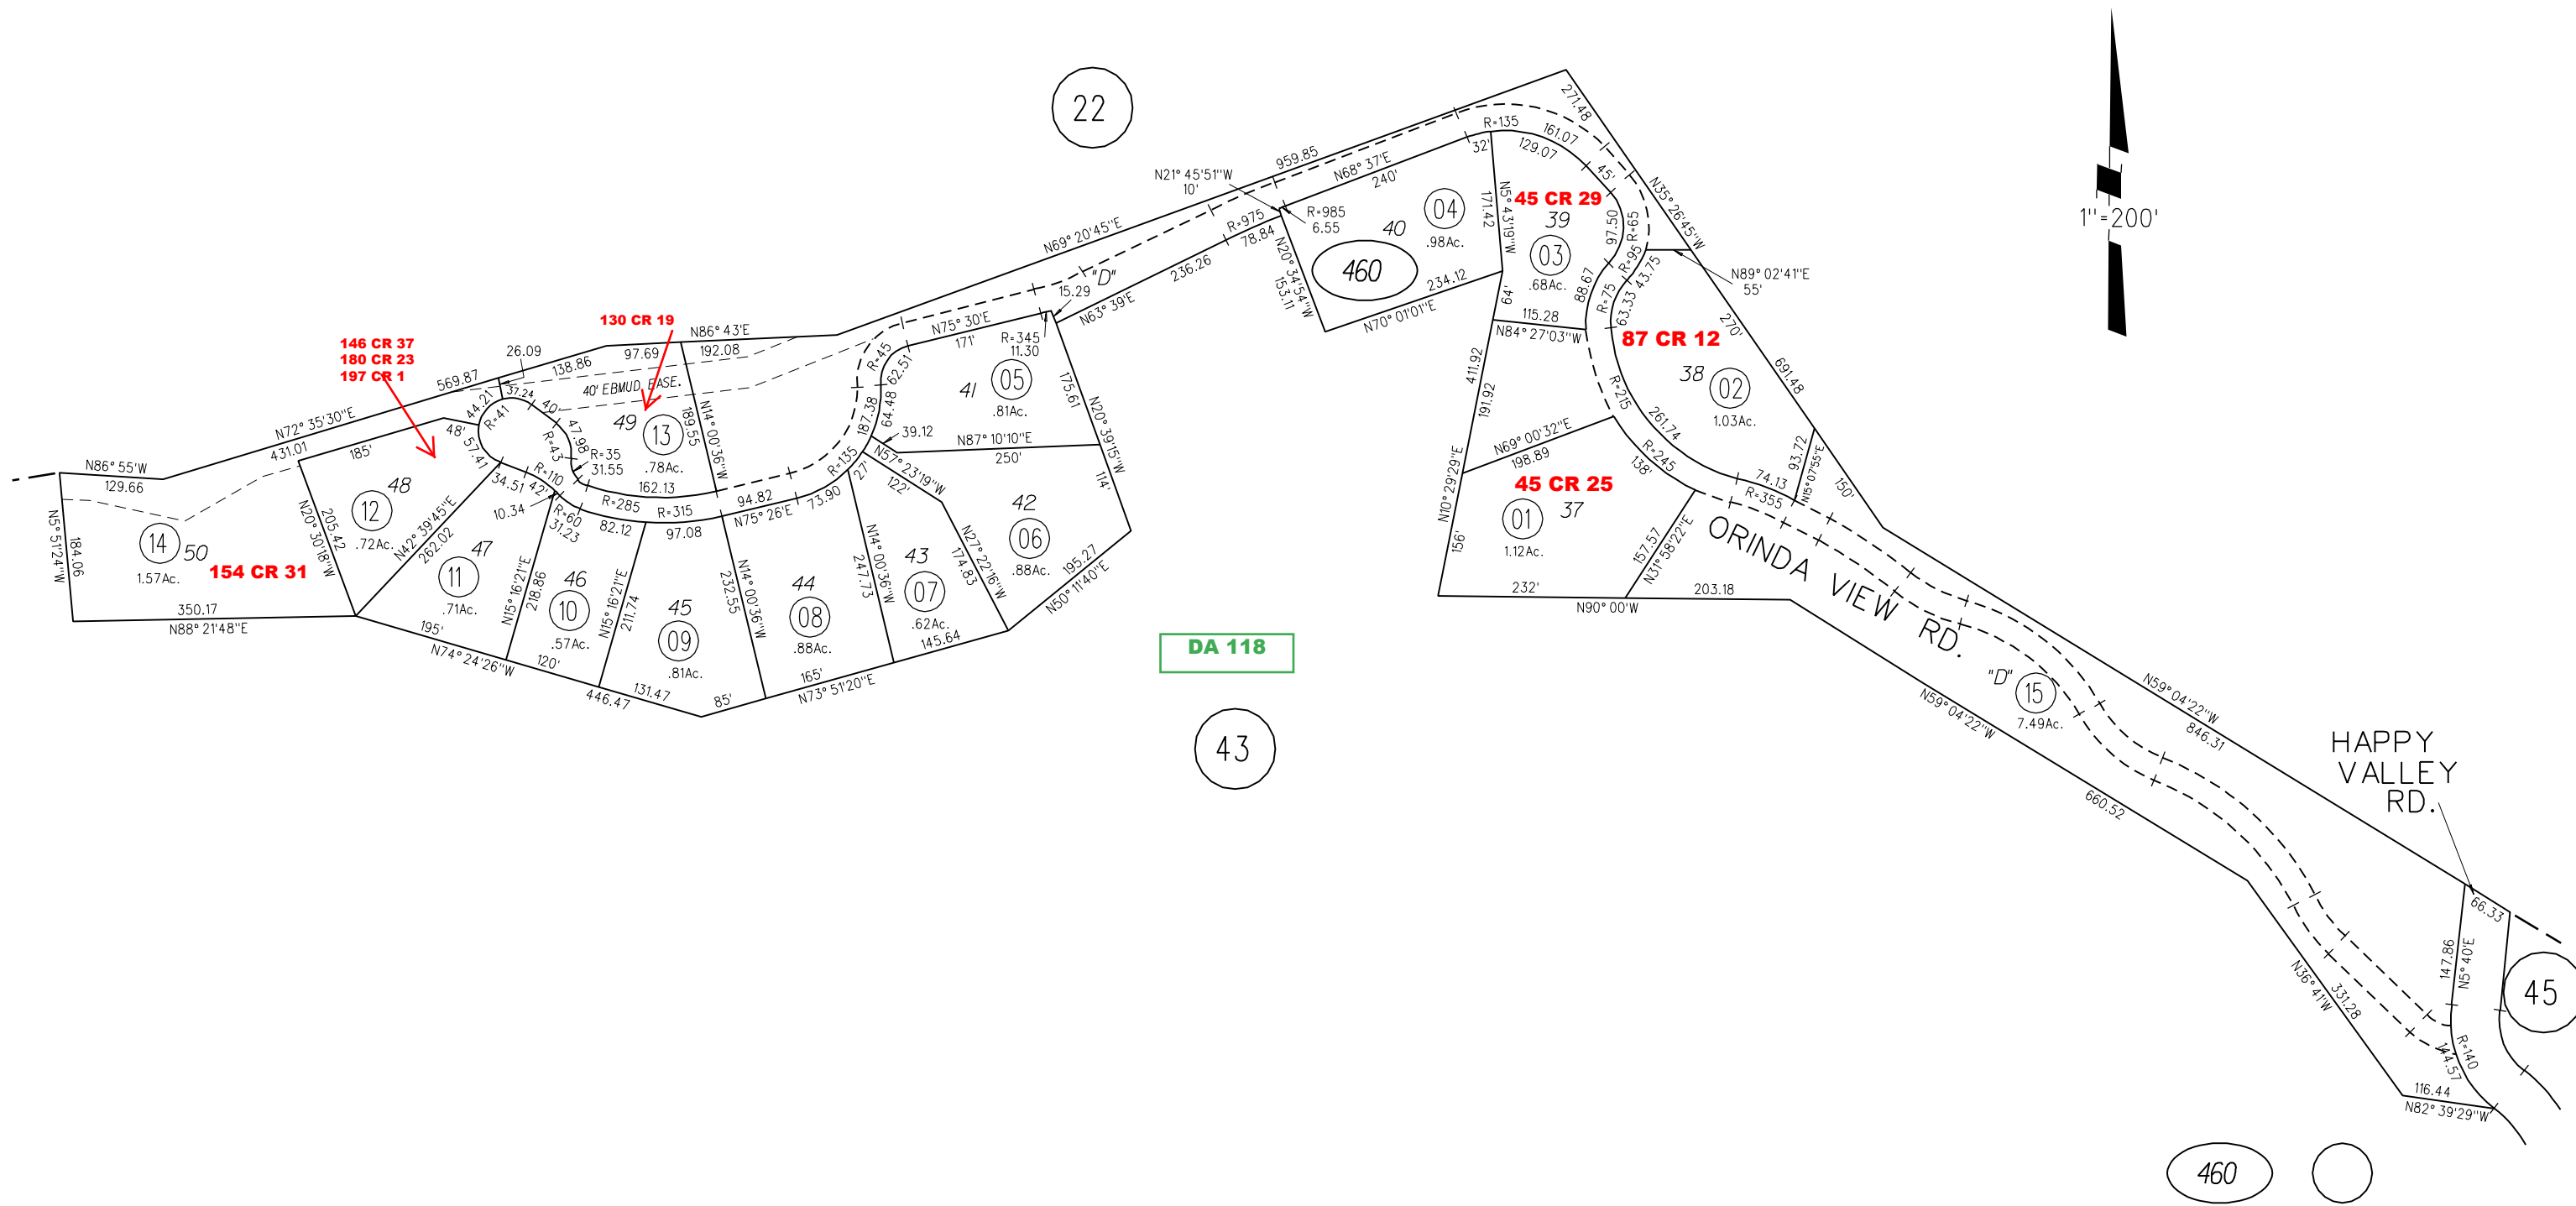 22
1"=200'
271.48
R=135
161.07
129.07
45'
32'
959.85
N68° 37'E
240'
N21° 45'51"W
10'
N35° 26'45"W
45 CR 29
39
03
.68Ac.
97.50
R=65
R=95
43.75
N89° 02'41"E
55'
04
40
.98Ac.
171.42
N5° 43'19"W
R=985
6.55
R=975
78.84
N69° 20'45"E
460
N20° 34'54"W
153.11
234.12
N70° 01'01"E
64'
88.67
R=75
63.33
236.26
"D"
15.29
N63° 39'E
115.28
N84° 27'03"W
87 CR 12
270'
38
02
1.03Ac.
691.48
130 CR 19
N86° 43'E
146 CR 37
180 CR 23
197 CR 1
26.09
138.86
97.69
192.08
569.87
40' EBMUD EASE.
37.24
40'
44.21
R=41
N72° 35'30"E
431.01
185'
48'
57.41
47.98
R=43
49
13
.78Ac.
189.55
N14° 00'36"W
R=35
31.55
R=45
62.51
N75° 30'E
171'
R=345
11.30
41
05
.81Ac.
175.61
N20° 39'15"W
187.38
64.48
39.12
N87° 10'10"E
250'
114'
411.92
191.92
R=215
261.74
N69° 00'32"E
198.89
138'
R=245
93.72
N15° 07'55"E
74.13
R=355
150'
N86° 55'W
129.66
48
12
.72Ac.
205.42
N20° 30'18"W
N42° 39'45"E
262.02
34.51
R=110
42'
10.34
R=60
31.23
R=285
162.13
R=315
82.12
97.08
94.82
N75° 26'E
73.90
R=135
27'
N57° 23'19"W
122'
42
06
.88Ac.
195.27
N50° 11'40"E
45 CR 25
01
37
1.12Ac.
N10° 29'29"E
156'
157.57
N31° 58'22"E
232'
N90° 00'W
203.18
ORINDA VIEW RD.
N5° 51'24"W
184.06
14
50
1.57Ac.
154 CR 31
350.17
N88° 21'48"E
47
11
.71Ac.
N15° 16'21"E
218.86
46
10
.57Ac.
N15° 16'21"E
211.74
45
09
.81Ac.
N14° 00'36"W
232.55
44
08
.88Ac.
43
07
.62Ac.
N14° 00'36"W
247.73
N27° 22'16"W
174.83
195'
N74° 24'26"W
120'
446.47
131.47
85'
165'
N73° 51'20"E
145.64
DA 118
43
"D"
15
7.49Ac.
N59° 04'22"W
846.31
N59° 04'22"W
660.52
HAPPY
VALLEY
RD.
66.33
147.86
N5° 40'E
45
N36° 41'W
331.28
R=140
144.57
116.44
N82° 39'29"W
460